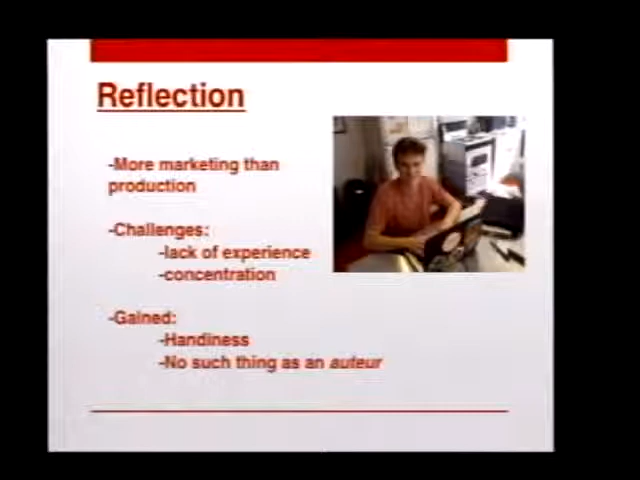 Reflection
-More marketing than
production
-Challenges:
-lack of experience
-concentration
-Gained:
-Handiness
-No such thing as an auteur